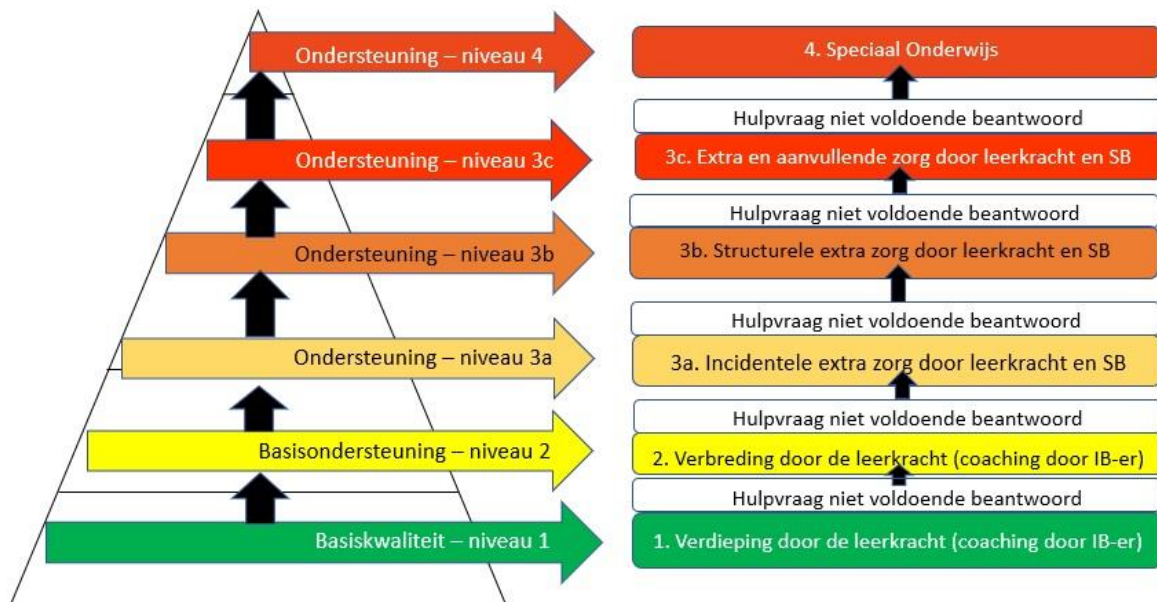 Ondersteuning – niveau 4
4. Speciaal Onderwijs
Hulpvraag niet voldoende beantwoord
Ondersteuning – niveau 3c
3c. Extra en aanvullende zorg door leerkracht en SB
Hulpvraag niet voldoende beantwoord
Ondersteuning – niveau 3b
3b. Structurele extra zorg door leerkracht en SB
Hulpvraag niet voldoende beantwoord
Ondersteuning – niveau 3a
3a. Incidentele extra zorg door leerkracht en SB
Hulpvraag niet voldoende beantwoord
Basisondersteuning – niveau 2
2. Verbreding door de leerkracht (coaching door IB-er)
Hulpvraag niet voldoende beantwoord
Basiskwaliteit – niveau 1
1. Verdieping door de leerkracht (coaching door IB-er)